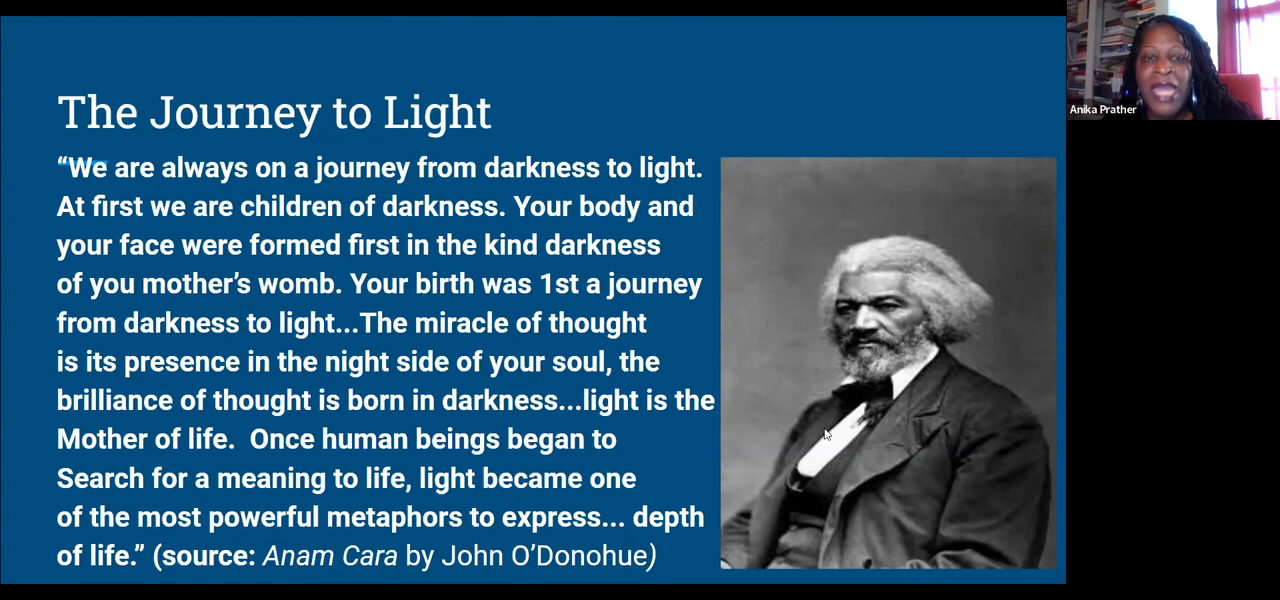 The Journey to Light
“We are always on a journey from darkness to light.
At first we are children of darkness. Your body and
your face were formed first in the kind darkness
of you mother’s womb. Your birth was 1st a journey
from darkness to light...The miracle of thought
is its presence in the night side of your soul, the
brilliance of thought is born in darkness...light is the
Mother of life.  Once human beings began to
Search for a meaning to life, light became one
of the most powerful metaphors to express... depth
of life.” (source: Anam Cara by John O’Donohue)
Anika Prather